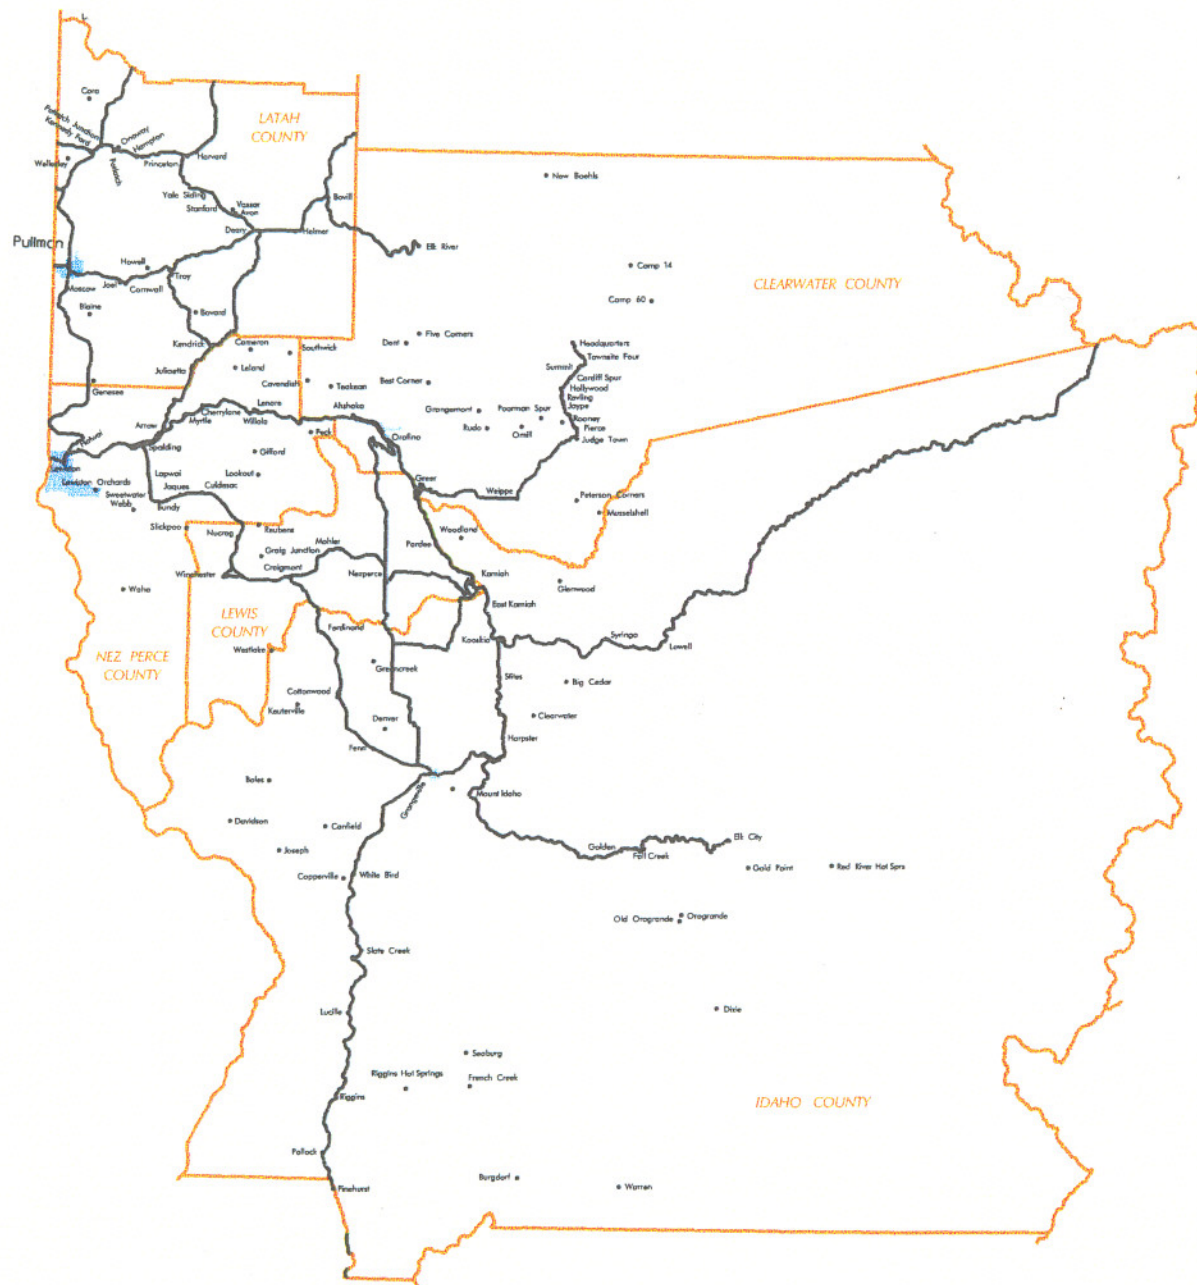 Cora
LATAH
COUNTY
Potlatch Junction
Kennedy Ford
Onaway
Hampton
Wellesley
Potlatch
Princeton
Harvard
New Boehls
Yale Siding
Stanford
Vassar
Avon
Bovill
Deary
Helmer
Pullman
Elk River
Howell
Troy
Camp 14
Moscow
Joel
Cornwall
CLEARWATER COUNTY
Blaine
Bovard
Camp 60
Five Corners
Kendrick
Cameron
Southwick
Dent
Headquarters
Townsite Four
Juliaetta
Leland
Summit
Cardiff Spur
Genesee
Cavendish
Teakean
Best Corner
Hollywood
Revling
Jaype
Lenore
Cherrylane
Ahshaka
Grangemont
Poorman Spur
Arrow
Myrtle
Willola
Rooney
Pierce
Peck
Rudo
Omill
Judge Town
Orofino
Spalding
Gifford
Lapwai
Lookout
Lewiston Orchards
Jaques
Culdesac
Greer
Weippe
Sweetwater
Webb
Bundy
Peterson Corners
Musselshell
Slickpoo
Nucrag
Reubens
Woodland
Mohler
Pardee
Craig Junction
Creigmont
Winchester
Nezperce
Kamiah
Glenwood
Waha
East Kamiah
LEWIS
COUNTY
Ferdinand
Kooskia
Syringa
Lowell
NEZ PERCE
COUNTY
Westlake
Greencreek
Stites
Big Cedar
Cottonwood
Keuterville
Clearwater
Denver
Fenn
Harpster
Boles
Grangeville
Mount Idaho
Davidson
Canfield
Golden
Elk City
Joseph
Fall Creek
Copperville
White Bird
Gold Point
Red River Hot Sprs
Old Orogrande
Orogrande
Slate Creek
Lucille
Dixie
Seaburg
Riggins Hot Springs
French Creek
Riggins
IDAHO COUNTY
Pollock
Burgdorf
Warren
Pinehurst